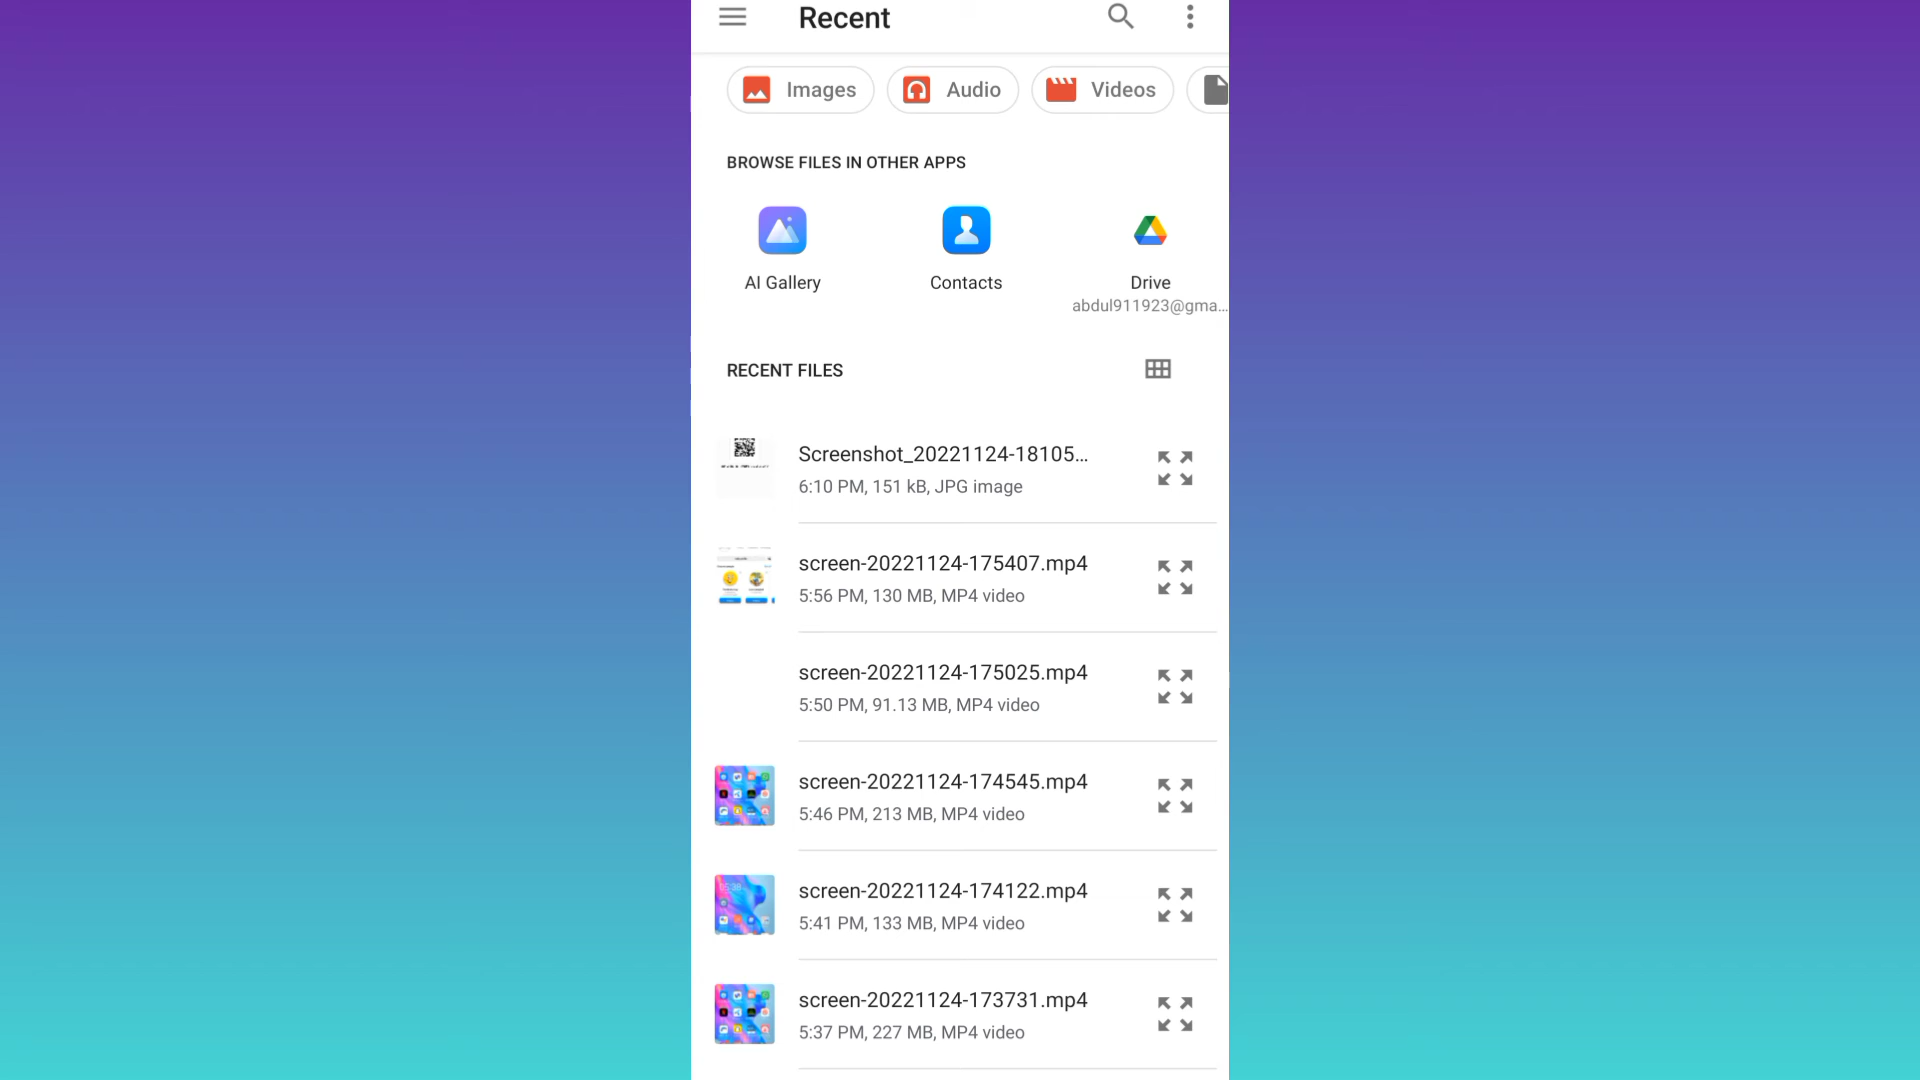 Recent
Images
Audio
Videos
BROWSE FILES IN OTHER APPS
AI Gallery
Contacts
Drive
abdul911923@gma...
RECENT FILES
Screenshot_20221124-18105...
6:10 PM, 151 kB, JPG image
screen-20221124-175407.mp4
5:56 PM, 130 MB, MP4 video
screen-20221124-175025.mp4
5:50 PM, 91.13 MB, MP4 video
screen-20221124-174545.mp4
5:46 PM, 213 MB, MP4 video
screen-20221124-174122.mp4
5:41 PM, 133 MB, MP4 video
screen-20221124-173731.mp4
5:37 PM, 227 MB, MP4 video